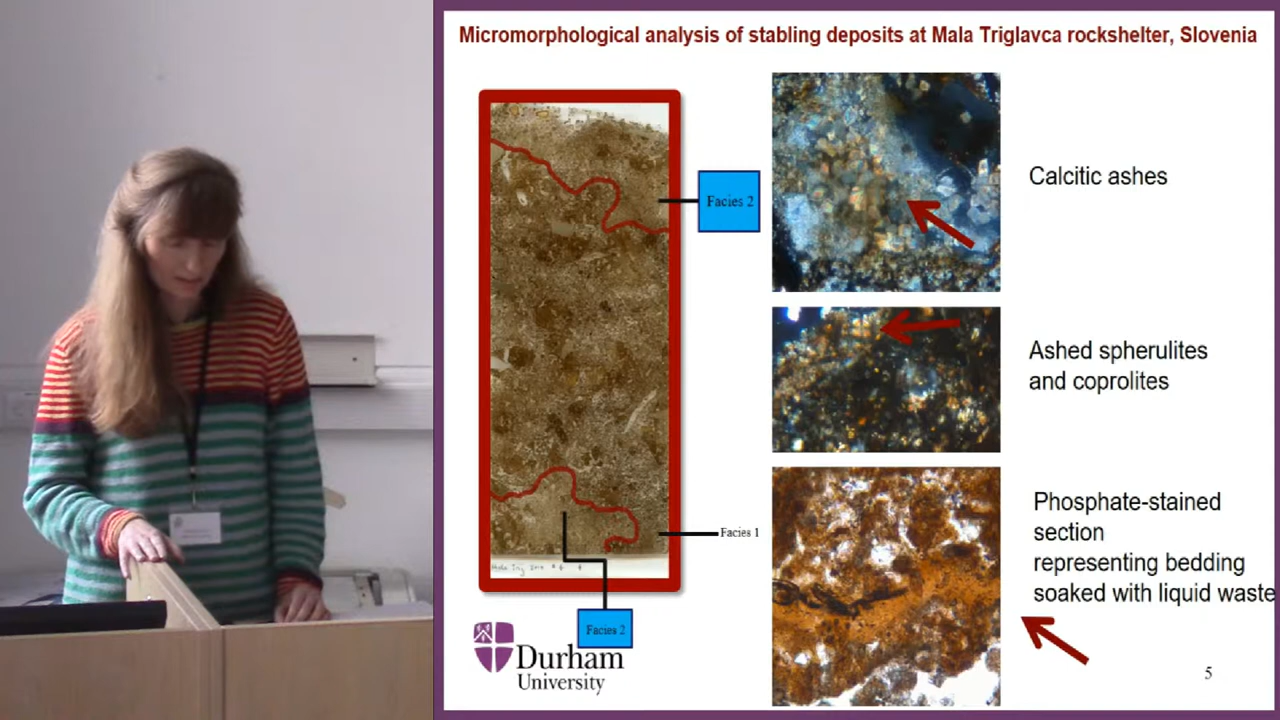 Micromorphological analysis of stabling deposits at Mala Triglavca rockshelter, Slovenia
Facies 2
Calcitic ashes
Ashed spherulites
and coprolites
Phosphate-stained
section
representing bedding
soaked with liquid waste
Facies 1
Facies 2
Durham
University
5